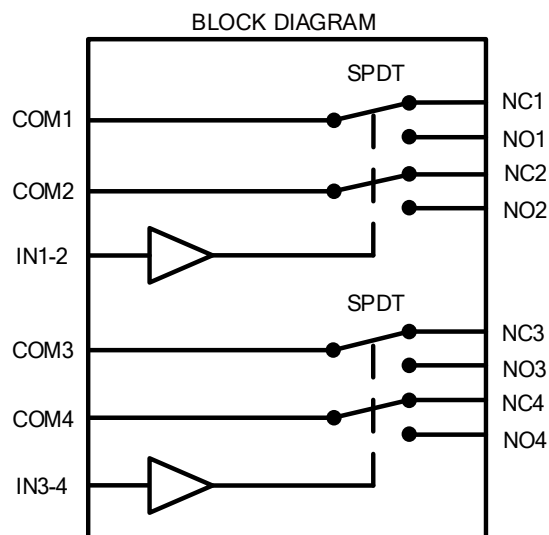 BLOCK DIAGRAM
SPDT
COM1
NC1
NO1
COM2
NC2
NO2
IN1-2
SPDT
COM3
NC3
NO3
COM4
NC4
NO4
IN3-4